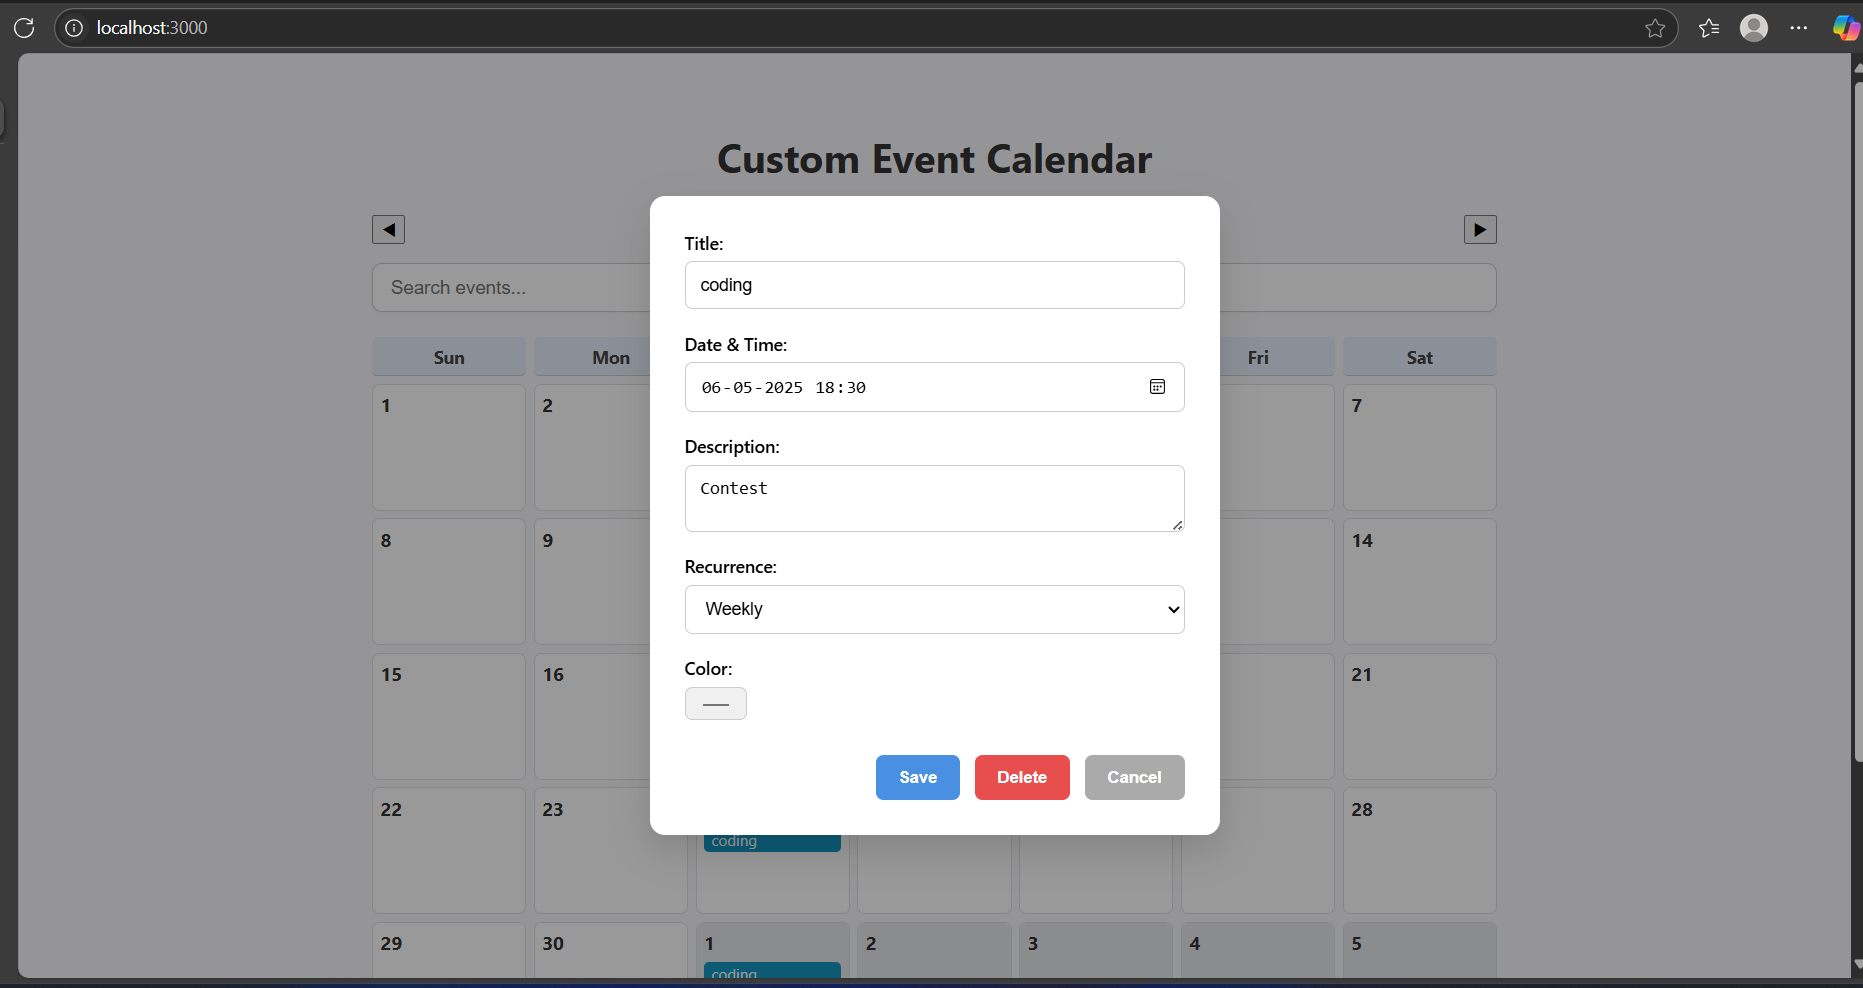 localhost:3000
Custom Event Calendar
◀ ▶
Search events...
Sun Mon Fri Sat
1 2 7
8 9 14
15 16 21
22 23 28
coding
29 30 1 2 3 4 5
coding
Title:
coding
Date & Time:
06-05-2025 18:30
Description:
Contest
Recurrence:
Weekly
Color:
Save Delete Cancel